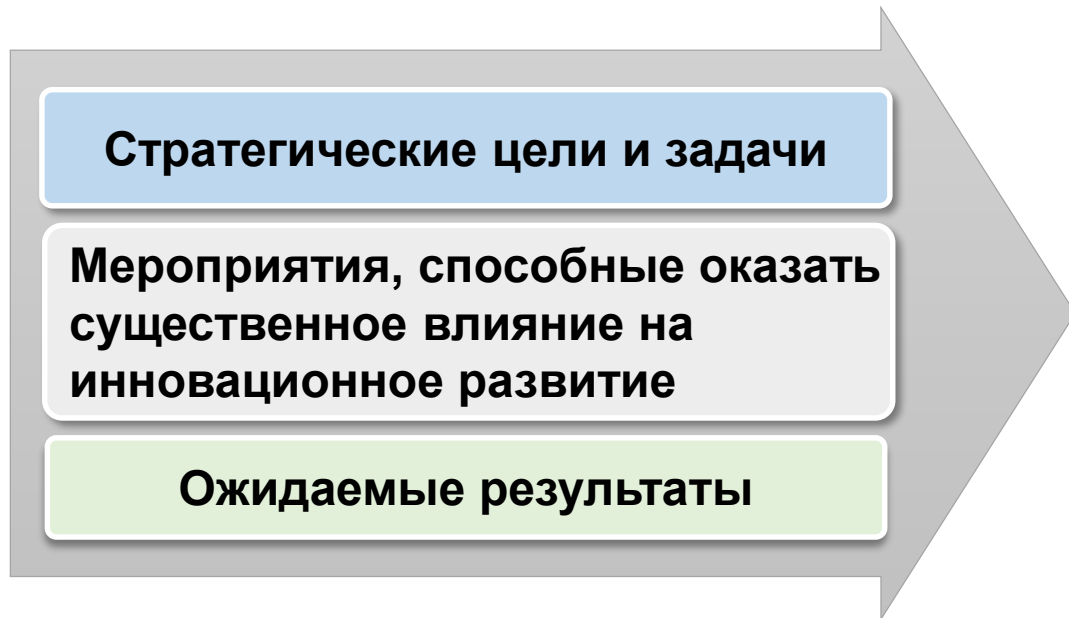 Стратегические цели и задачи
Мероприятия, способные оказать
существенное влияние на
инновационное развитие
Ожидаемые результаты